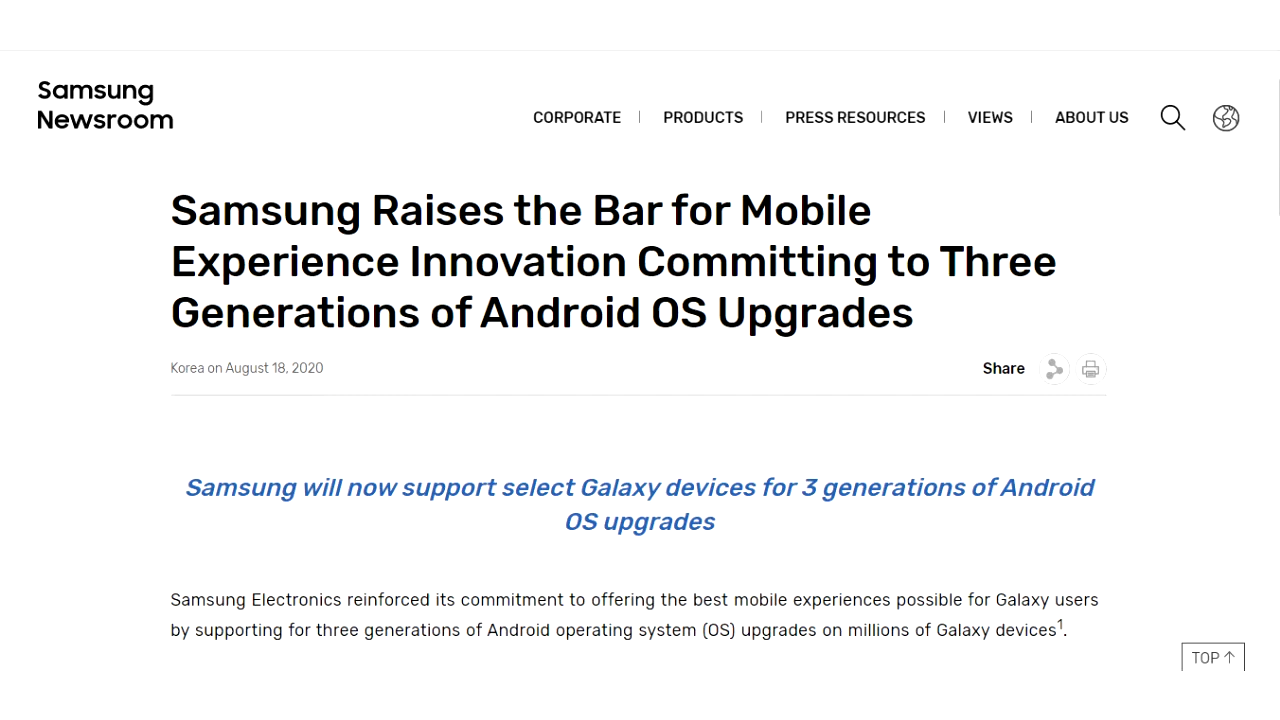 Samsung
Newsroom
CORPORATE
PRODUCTS
PRESS RESOURCES
VIEWS
ABOUT US
Samsung Raises the Bar for Mobile
Experience Innovation Committing to Three
Generations of Android OS Upgrades
Korea on August 18, 2020
Share
Samsung will now support select Galaxy devices for 3 generations of Android
OS upgrades
Samsung Electronics reinforced its commitment to offering the best mobile experiences possible for Galaxy users
by supporting for three generations of Android operating system (OS) upgrades on millions of Galaxy devices¹.
TOP ↑